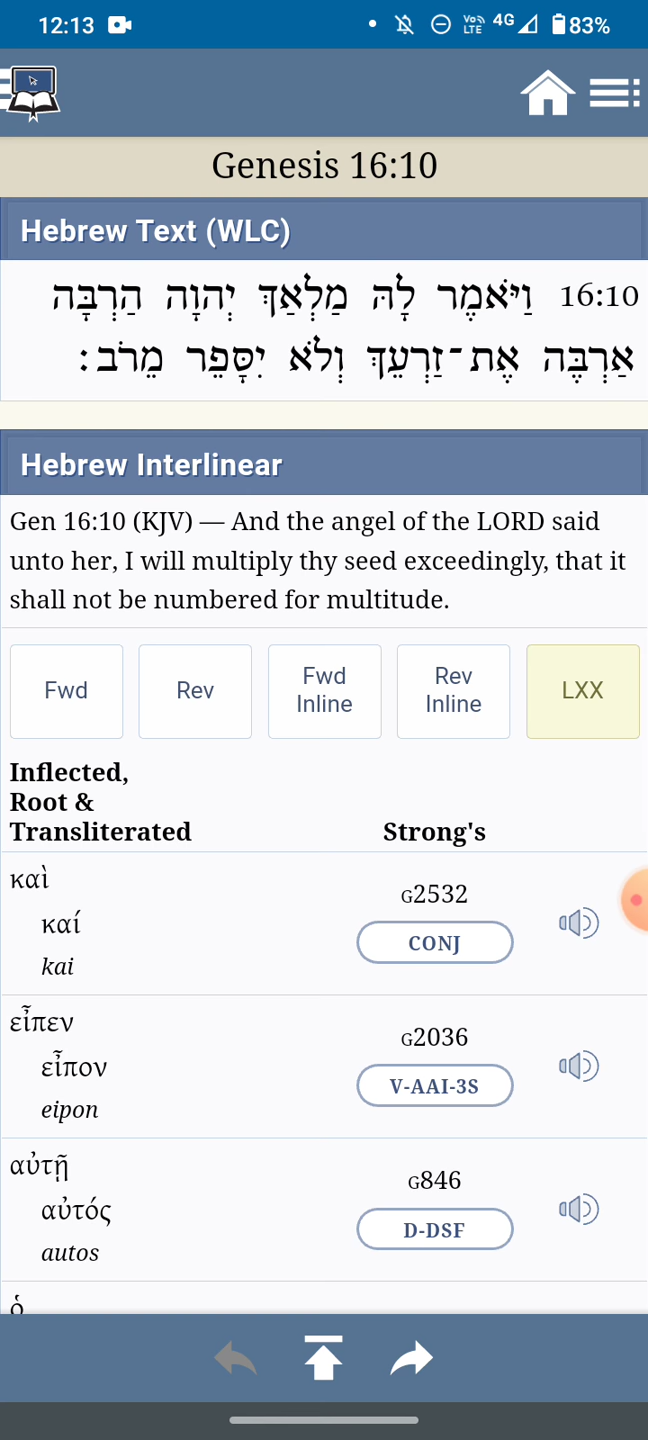 12:13
Vo LTE 4G 83%
Genesis 16:10
Hebrew Text (WLC)
16:10 וַיֹּאמֶר לָהּ מַלְאַךְ יְהוָה הַרְבָּה
אַרְבֶּה אֶת־זַרְעֵךְ וְלֹא יִסָּפֵר מֵרֹב׃
Hebrew Interlinear
Gen 16:10 (KJV) — And the angel of the LORD said
unto her, I will multiply thy seed exceedingly, that it
shall not be numbered for multitude.
Fwd
Rev
Fwd
Inline
Rev
Inline
LXX
Inflected,
Root &
Transliterated
Strong's
καὶ
καί
kai
G2532
CONJ
εἶπεν
εἶπον
eipon
G2036
V-AAI-3S
αὐτῇ
αὐτός
autos
G846
D-DSF
ὁ